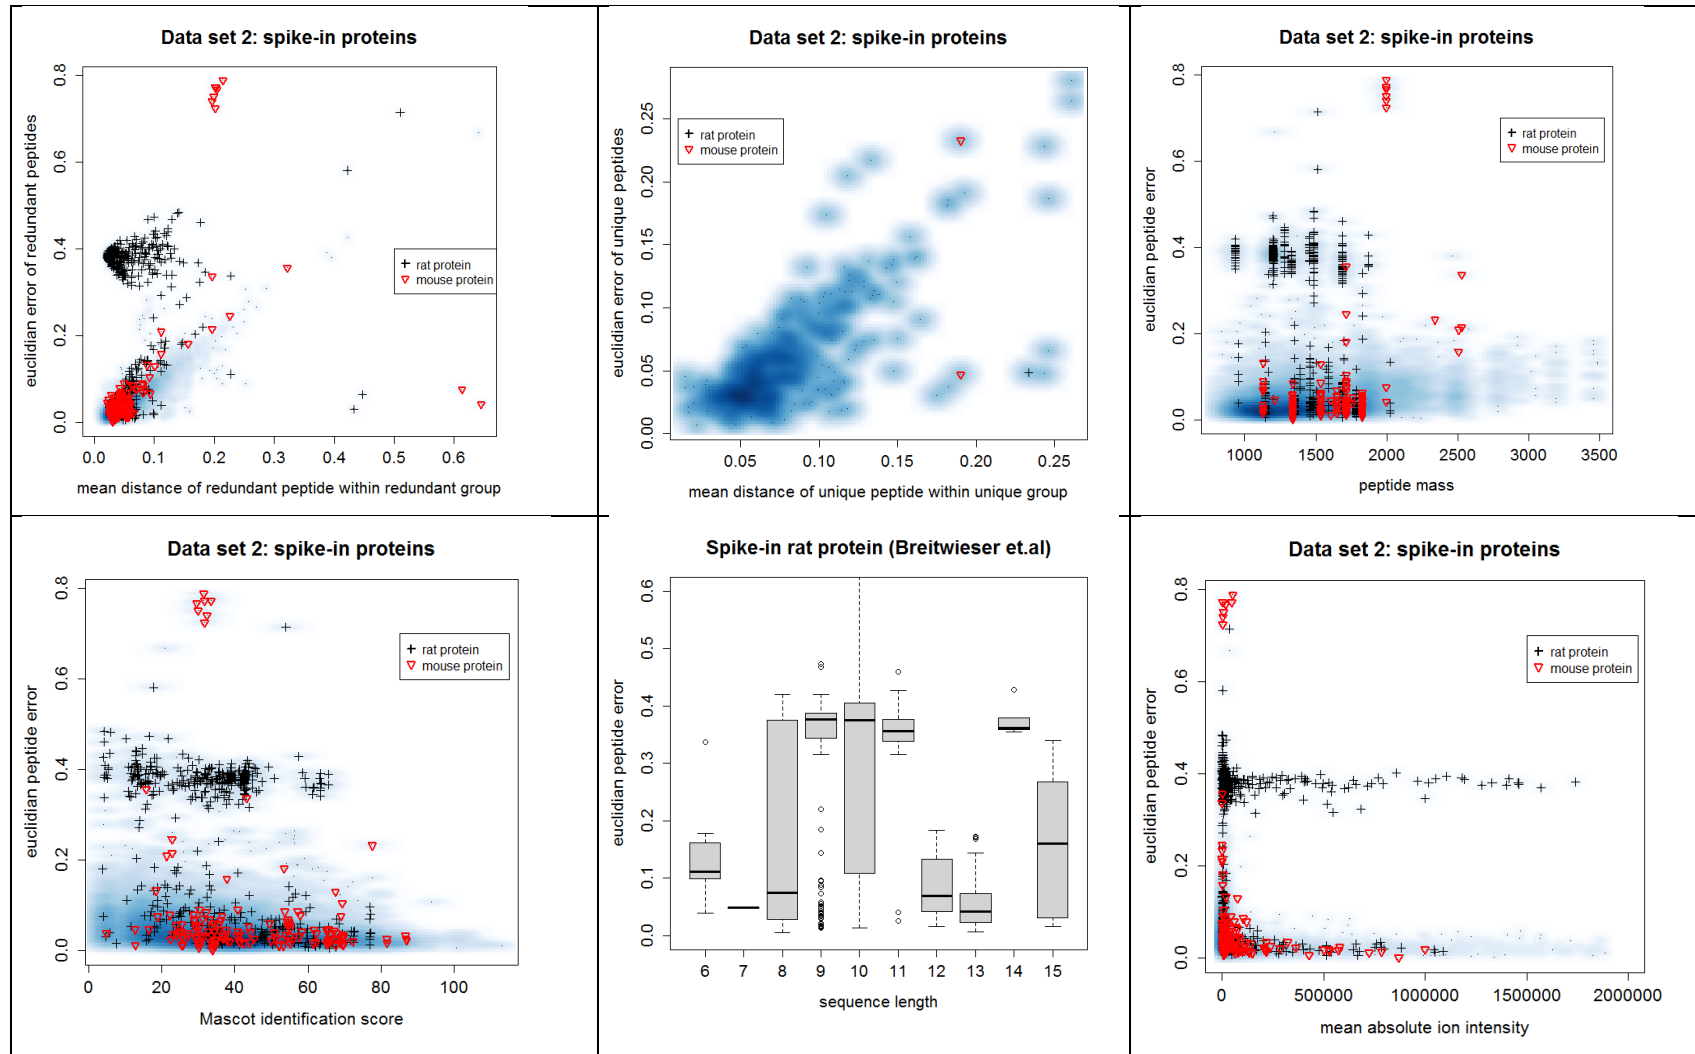 Data set 2: spike-in proteins
euclidian error of redundant peptides
0.0 0.2 0.4 0.6 0.8
rat protein
mouse protein
0.0 0.1 0.2 0.3 0.4 0.5 0.6
mean distance of redundant peptide within redundant group
Data set 2: spike-in proteins
euclidian error of unique peptides
0.00 0.05 0.10 0.15 0.20 0.25
rat protein
mouse protein
0.05 0.10 0.15 0.20 0.25
mean distance of unique peptide within unique group
Data set 2: spike-in proteins
euclidian peptide error
0.0 0.2 0.4 0.6 0.8
rat protein
mouse protein
1000 1500 2000 2500 3000 3500
peptide mass
Data set 2: spike-in proteins
euclidian peptide error
0.0 0.2 0.4 0.6 0.8
rat protein
mouse protein
0 20 40 60 80 100
Mascot identification score
Spike-in rat protein (Breitwieser et.al)
euclidian peptide error
0.0 0.1 0.2 0.3 0.4 0.5 0.6
6 7 8 9 10 11 12 13 14 15
sequence length
Data set 2: spike-in proteins
euclidian peptide error
0.0 0.2 0.4 0.6 0.8
rat protein
mouse protein
0 500000 1000000 1500000 2000000
mean absolute ion intensity